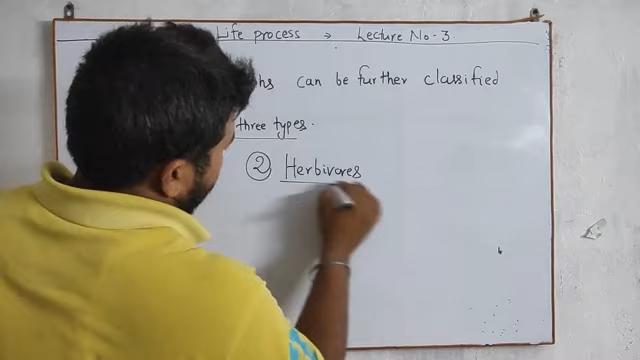 Life process → Lecture No - 3.
can be further classified
three types.
② Herbivores